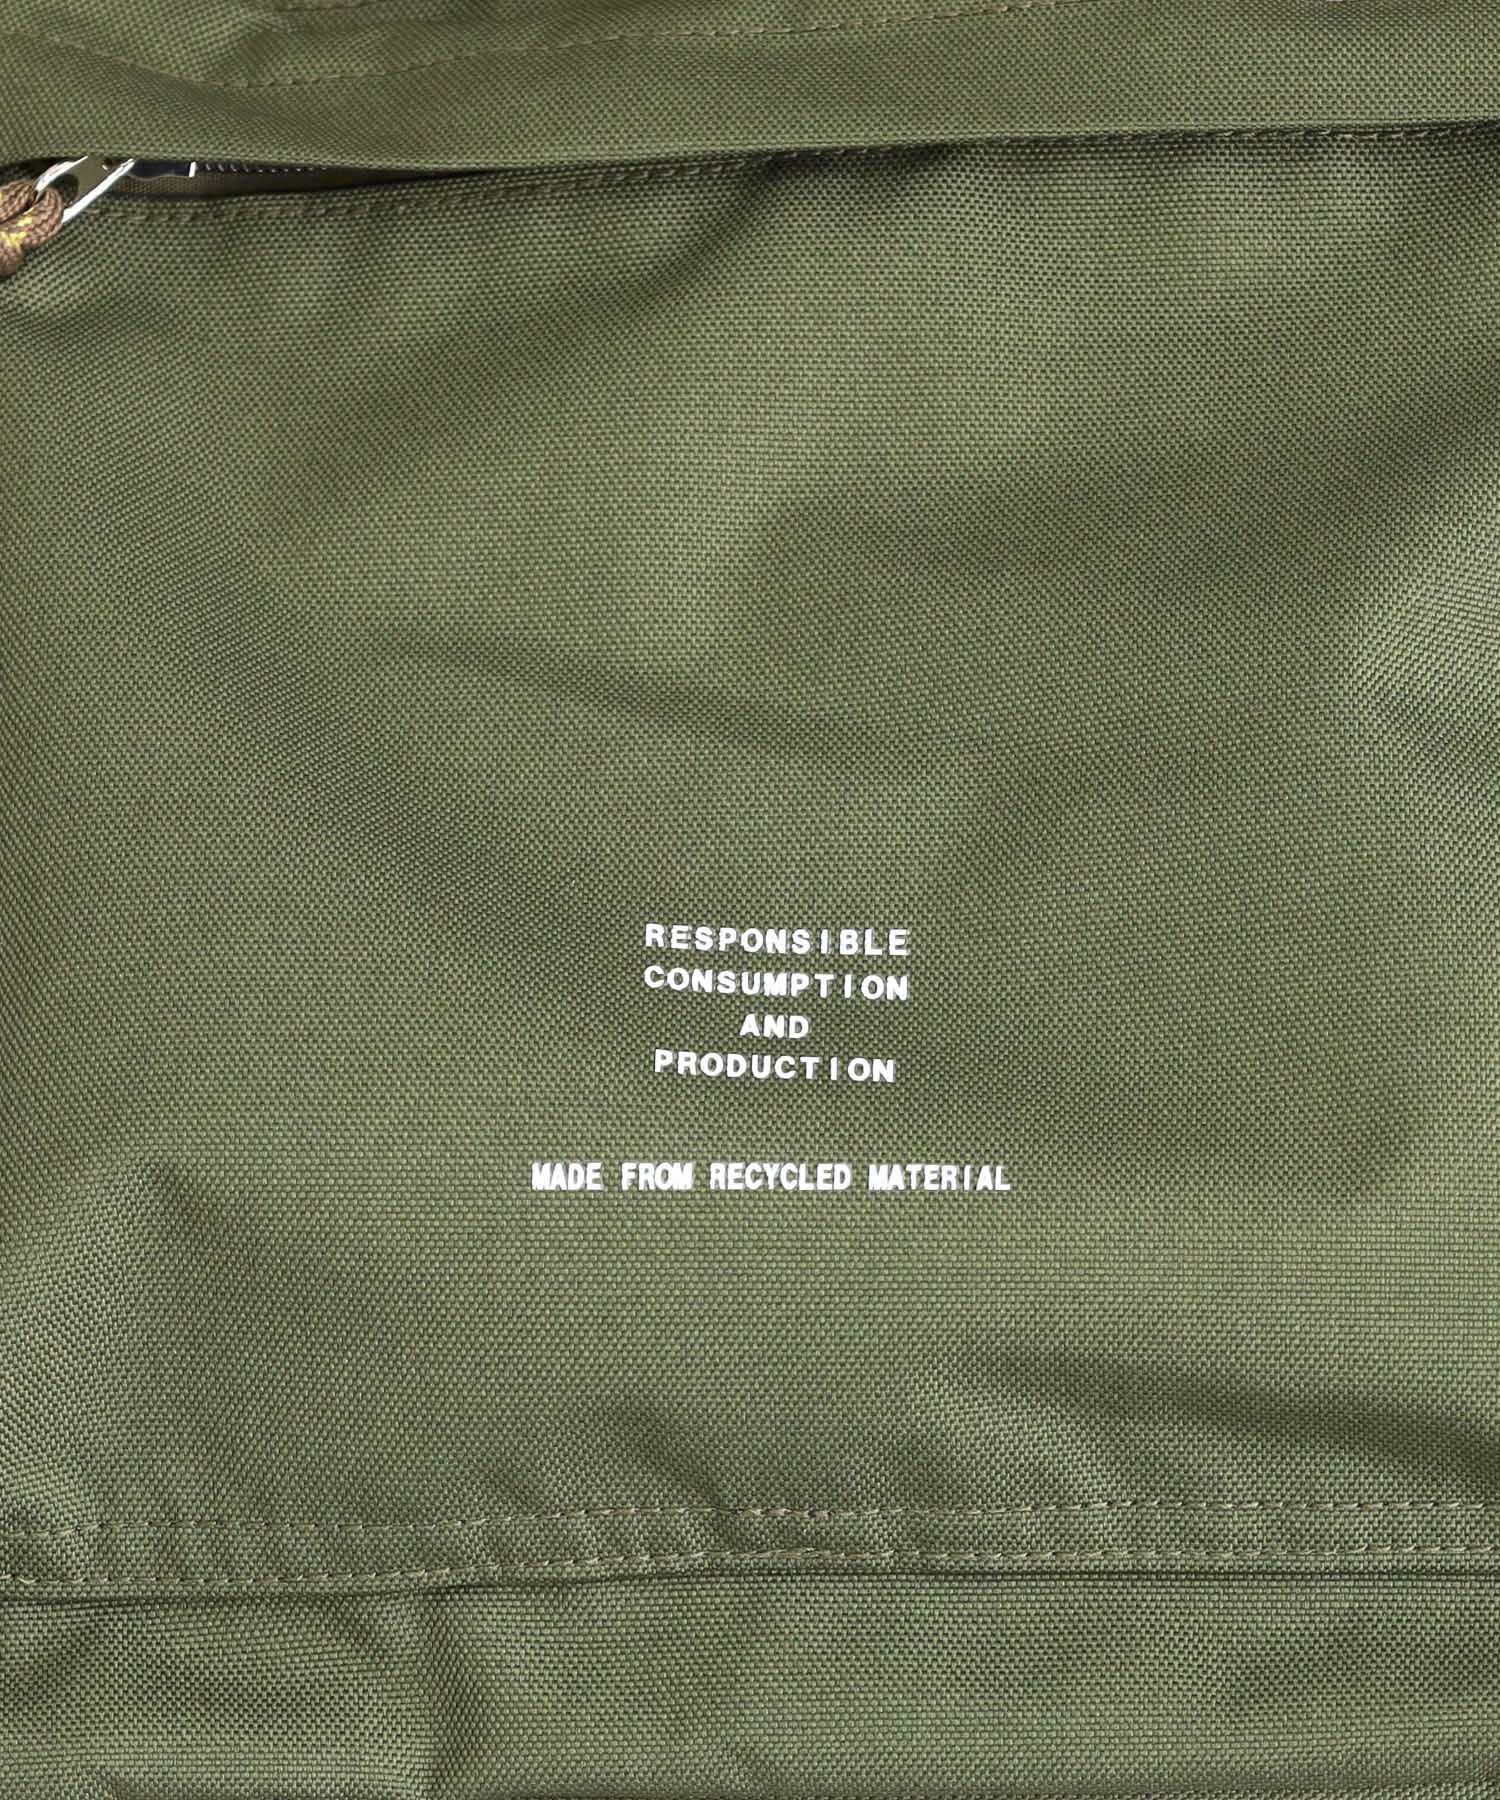 RESPONSIBLE
CONSUMPTION
AND
PRODUCTION
MADE FROM RECYCLED MATERIAL